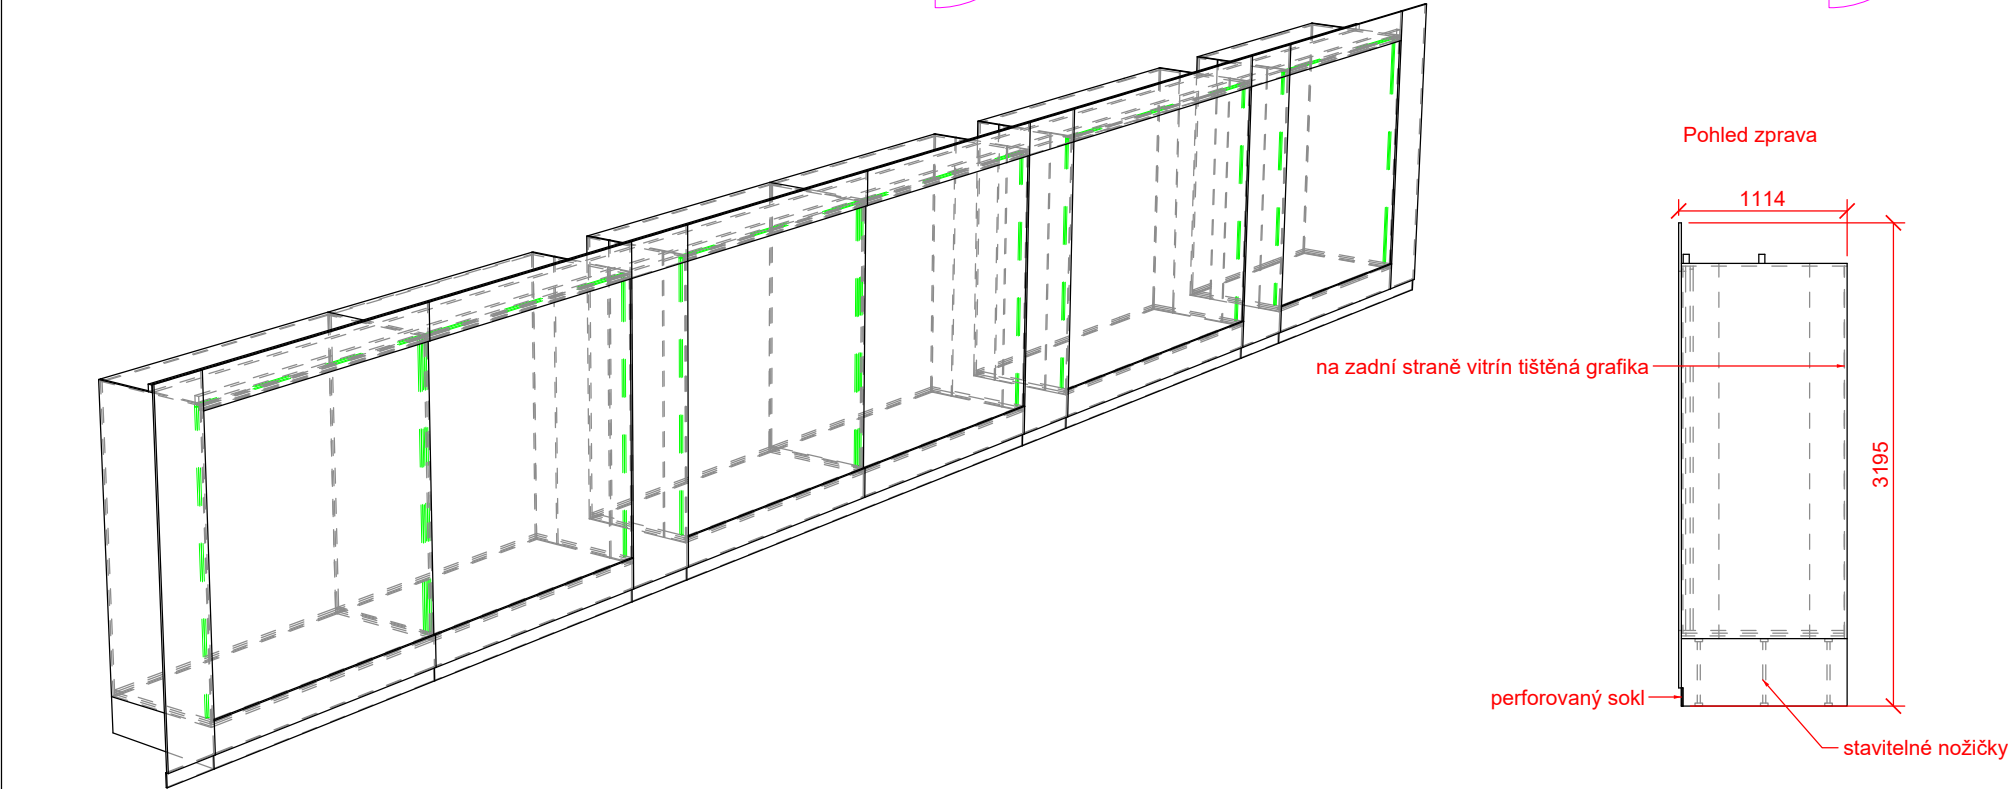 Pohled zprava
1114
na zadní straně vitrín tištěná grafika
3195
perforovaný sokl
stavitelné nožičky